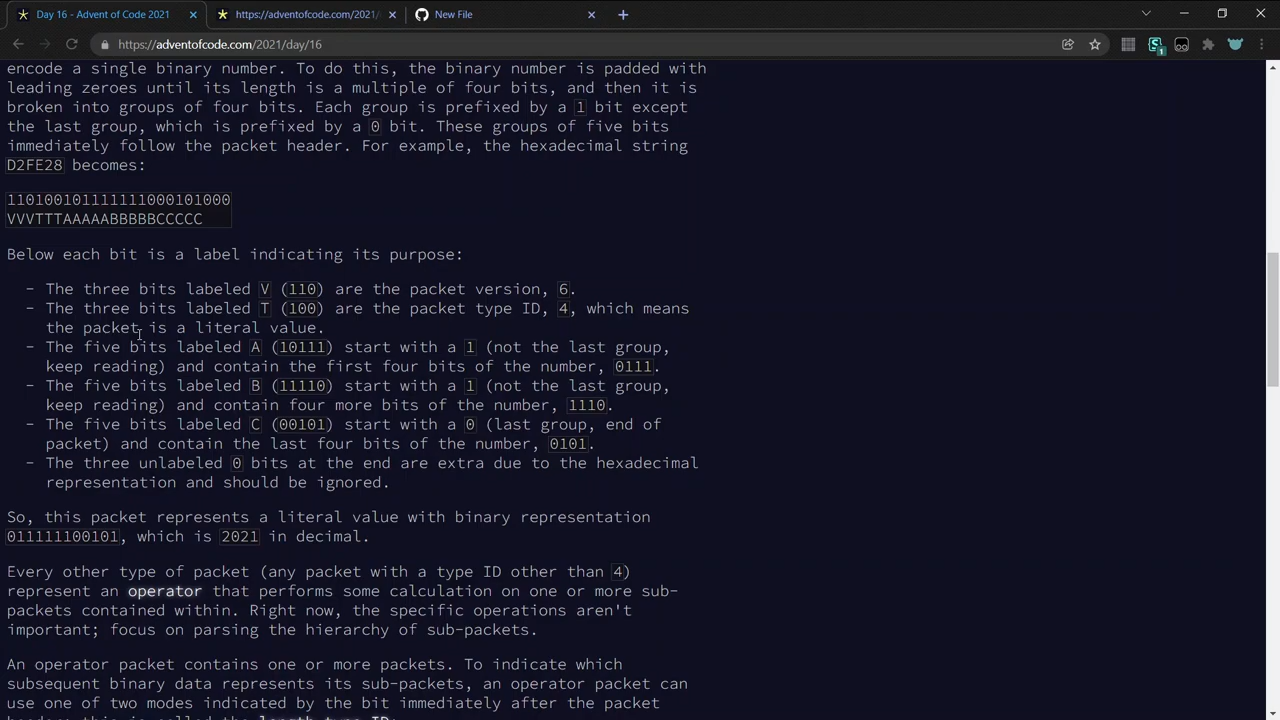 Day 16 - Advent of Code 2021
https://adventofcode.com/2021/
New File
https://adventofcode.com/2021/day/16
encode a single binary number. To do this, the binary number is padded with
leading zeroes until its length is a multiple of four bits, and then it is
broken into groups of four bits. Each group is prefixed by a 1 bit except
the last group, which is prefixed by a 0 bit. These groups of five bits
immediately follow the packet header. For example, the hexadecimal string
D2FE28 becomes:
110100101111111000101000
VVVTTTAAAAABBBBBCCCCC
Below each bit is a label indicating its purpose:
- The three bits labeled V (110) are the packet version, 6.
- The three bits labeled T (100) are the packet type ID, 4, which means
the packet is a literal value.
- The five bits labeled A (10111) start with a 1 (not the last group,
keep reading) and contain the first four bits of the number, 0111.
- The five bits labeled B (11110) start with a 1 (not the last group,
keep reading) and contain four more bits of the number, 1110.
- The five bits labeled C (00101) start with a 0 (last group, end of
packet) and contain the last four bits of the number, 0101.
- The three unlabeled 0 bits at the end are extra due to the hexadecimal
representation and should be ignored.
So, this packet represents a literal value with binary representation
011111100101, which is 2021 in decimal.
Every other type of packet (any packet with a type ID other than 4)
represent an operator that performs some calculation on one or more sub-
packets contained within. Right now, the specific operations aren't
important; focus on parsing the hierarchy of sub-packets.
An operator packet contains one or more packets. To indicate which
subsequent binary data represents its sub-packets, an operator packet can
use one of two modes indicated by the bit immediately after the packet
header; this is called the length type ID: